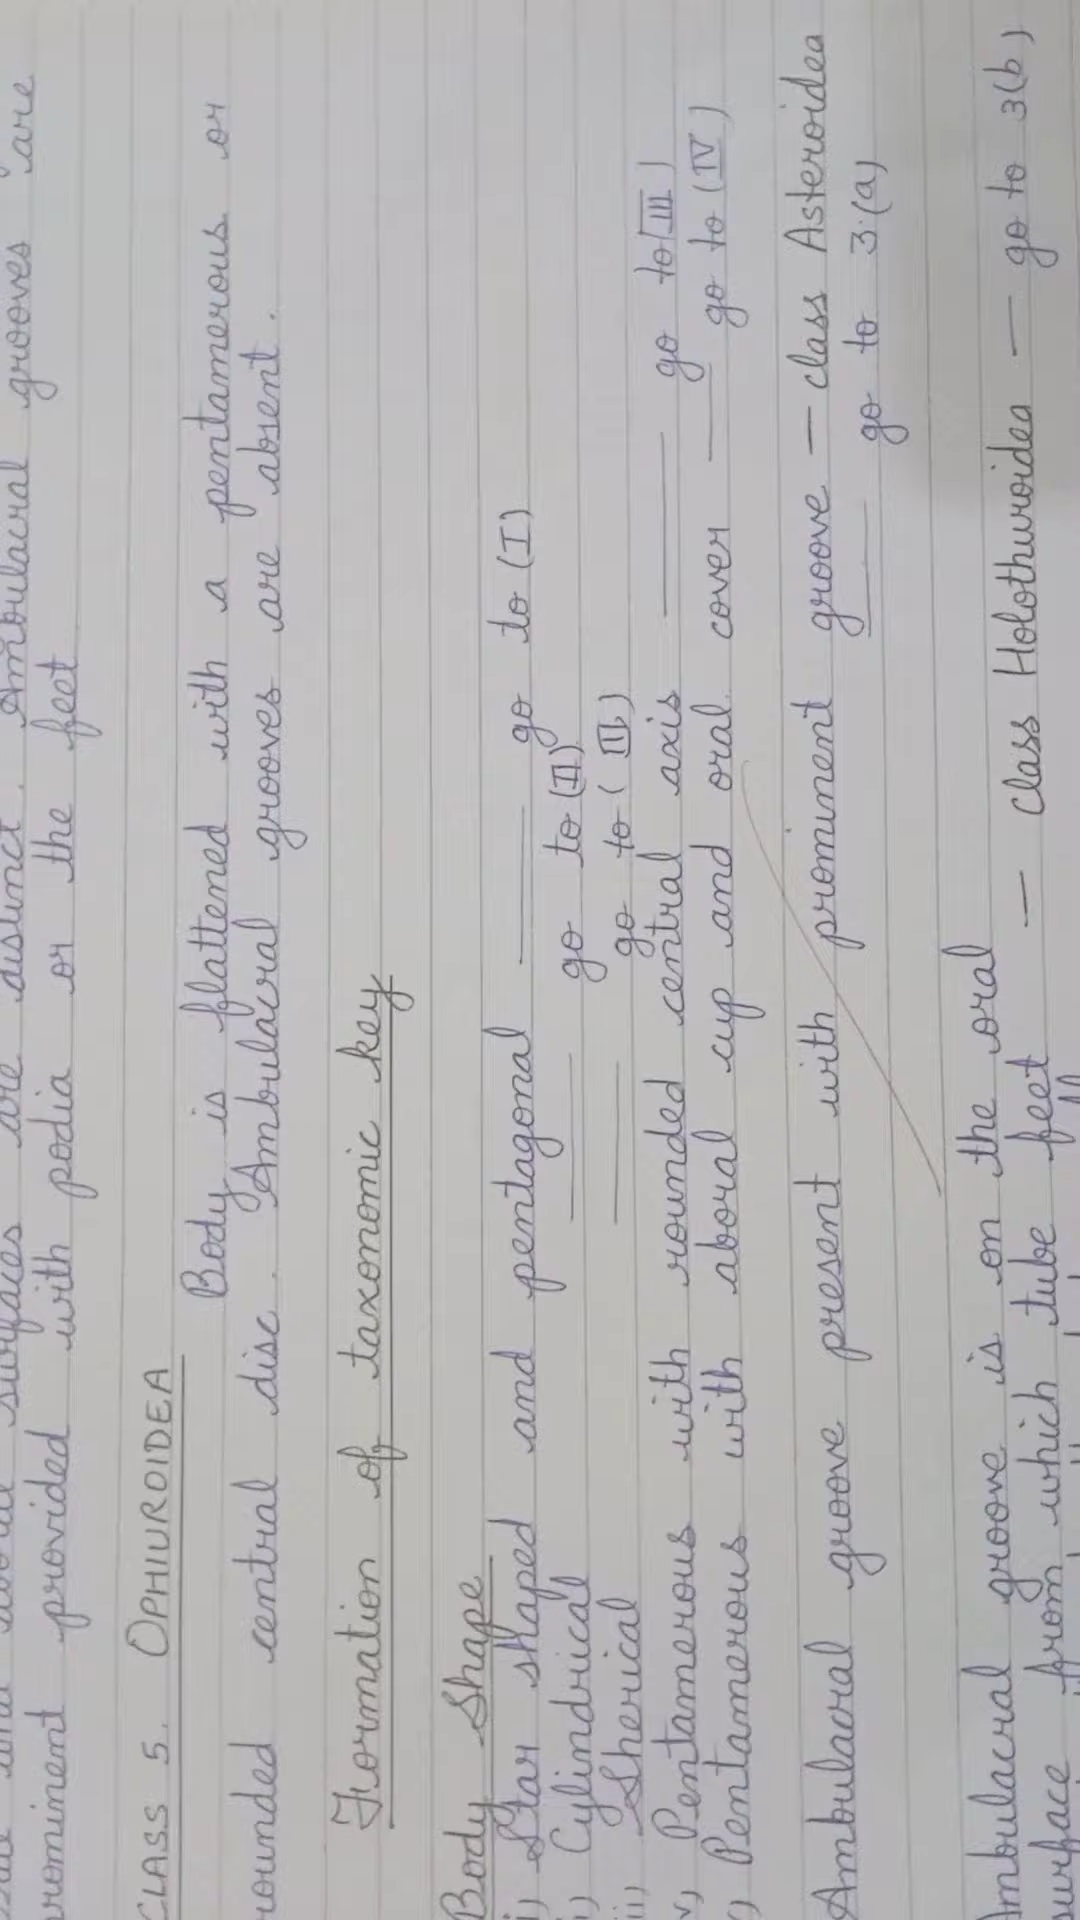 surfaces are distinct. Ambulacral grooves are
rominent provided with podia or the feet
CLASS 5. OPHIUROIDEA
Body is flattened with a pentamerous or
rounded central disc. Ambulacral grooves are absent.
Formation of taxonomic key
Body Shape
i) Star shaped and pentagonal — go to (I)
i) Cylindrical — go to (II)
iii) Sherical — go to (III)
v) Pentamerous with rounded central axis — go to (III)
) Pentamerous with aboral cup and oral cover — go to (IV)
Ambulacral groove present with prominent groove — class Asteroidea
— go to 3.(a)
Ambulacral groove is on the oral
surface from which tube feet — class Holothuroidea — go to 3(b)